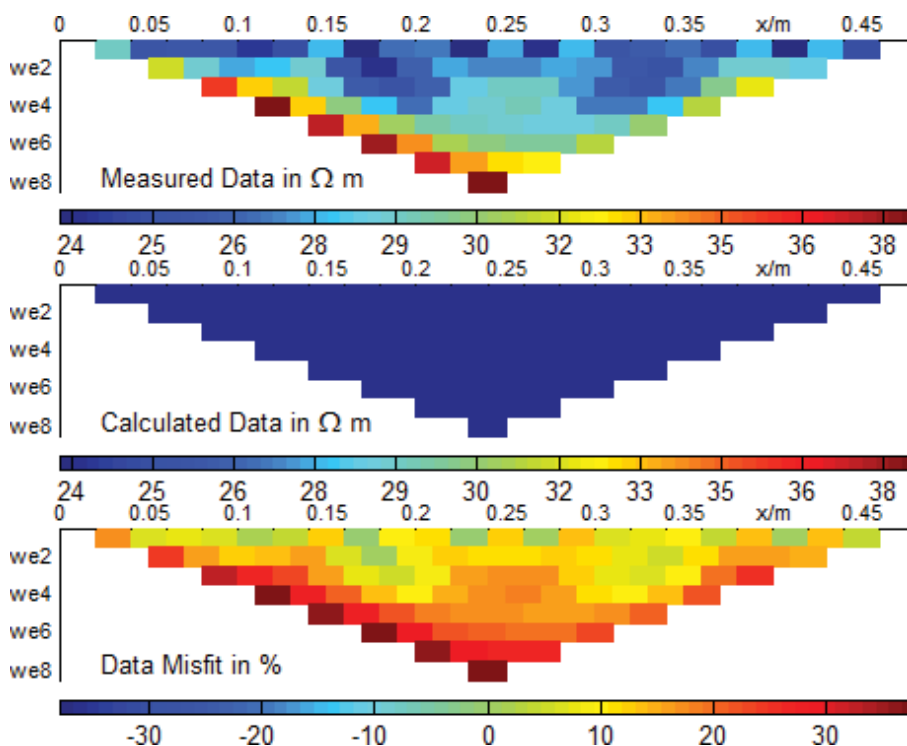 0 0.05 0.1 0.15 0.2 0.25 0.3 0.35 x/m 0.45
we2
we4
we6
we8
Measured Data in Ω m
24 25 26 28 29 30 32 33 35 36 38
0 0.05 0.1 0.15 0.2 0.25 0.3 0.35 x/m 0.45
we2
we4
we6
we8
Calculated Data in Ω m
24 25 26 28 29 30 32 33 35 36 38
0 0.05 0.1 0.15 0.2 0.25 0.3 0.35 x/m 0.45
we2
we4
we6
we8
Data Misfit in %
-30 -20 -10 0 10 20 30